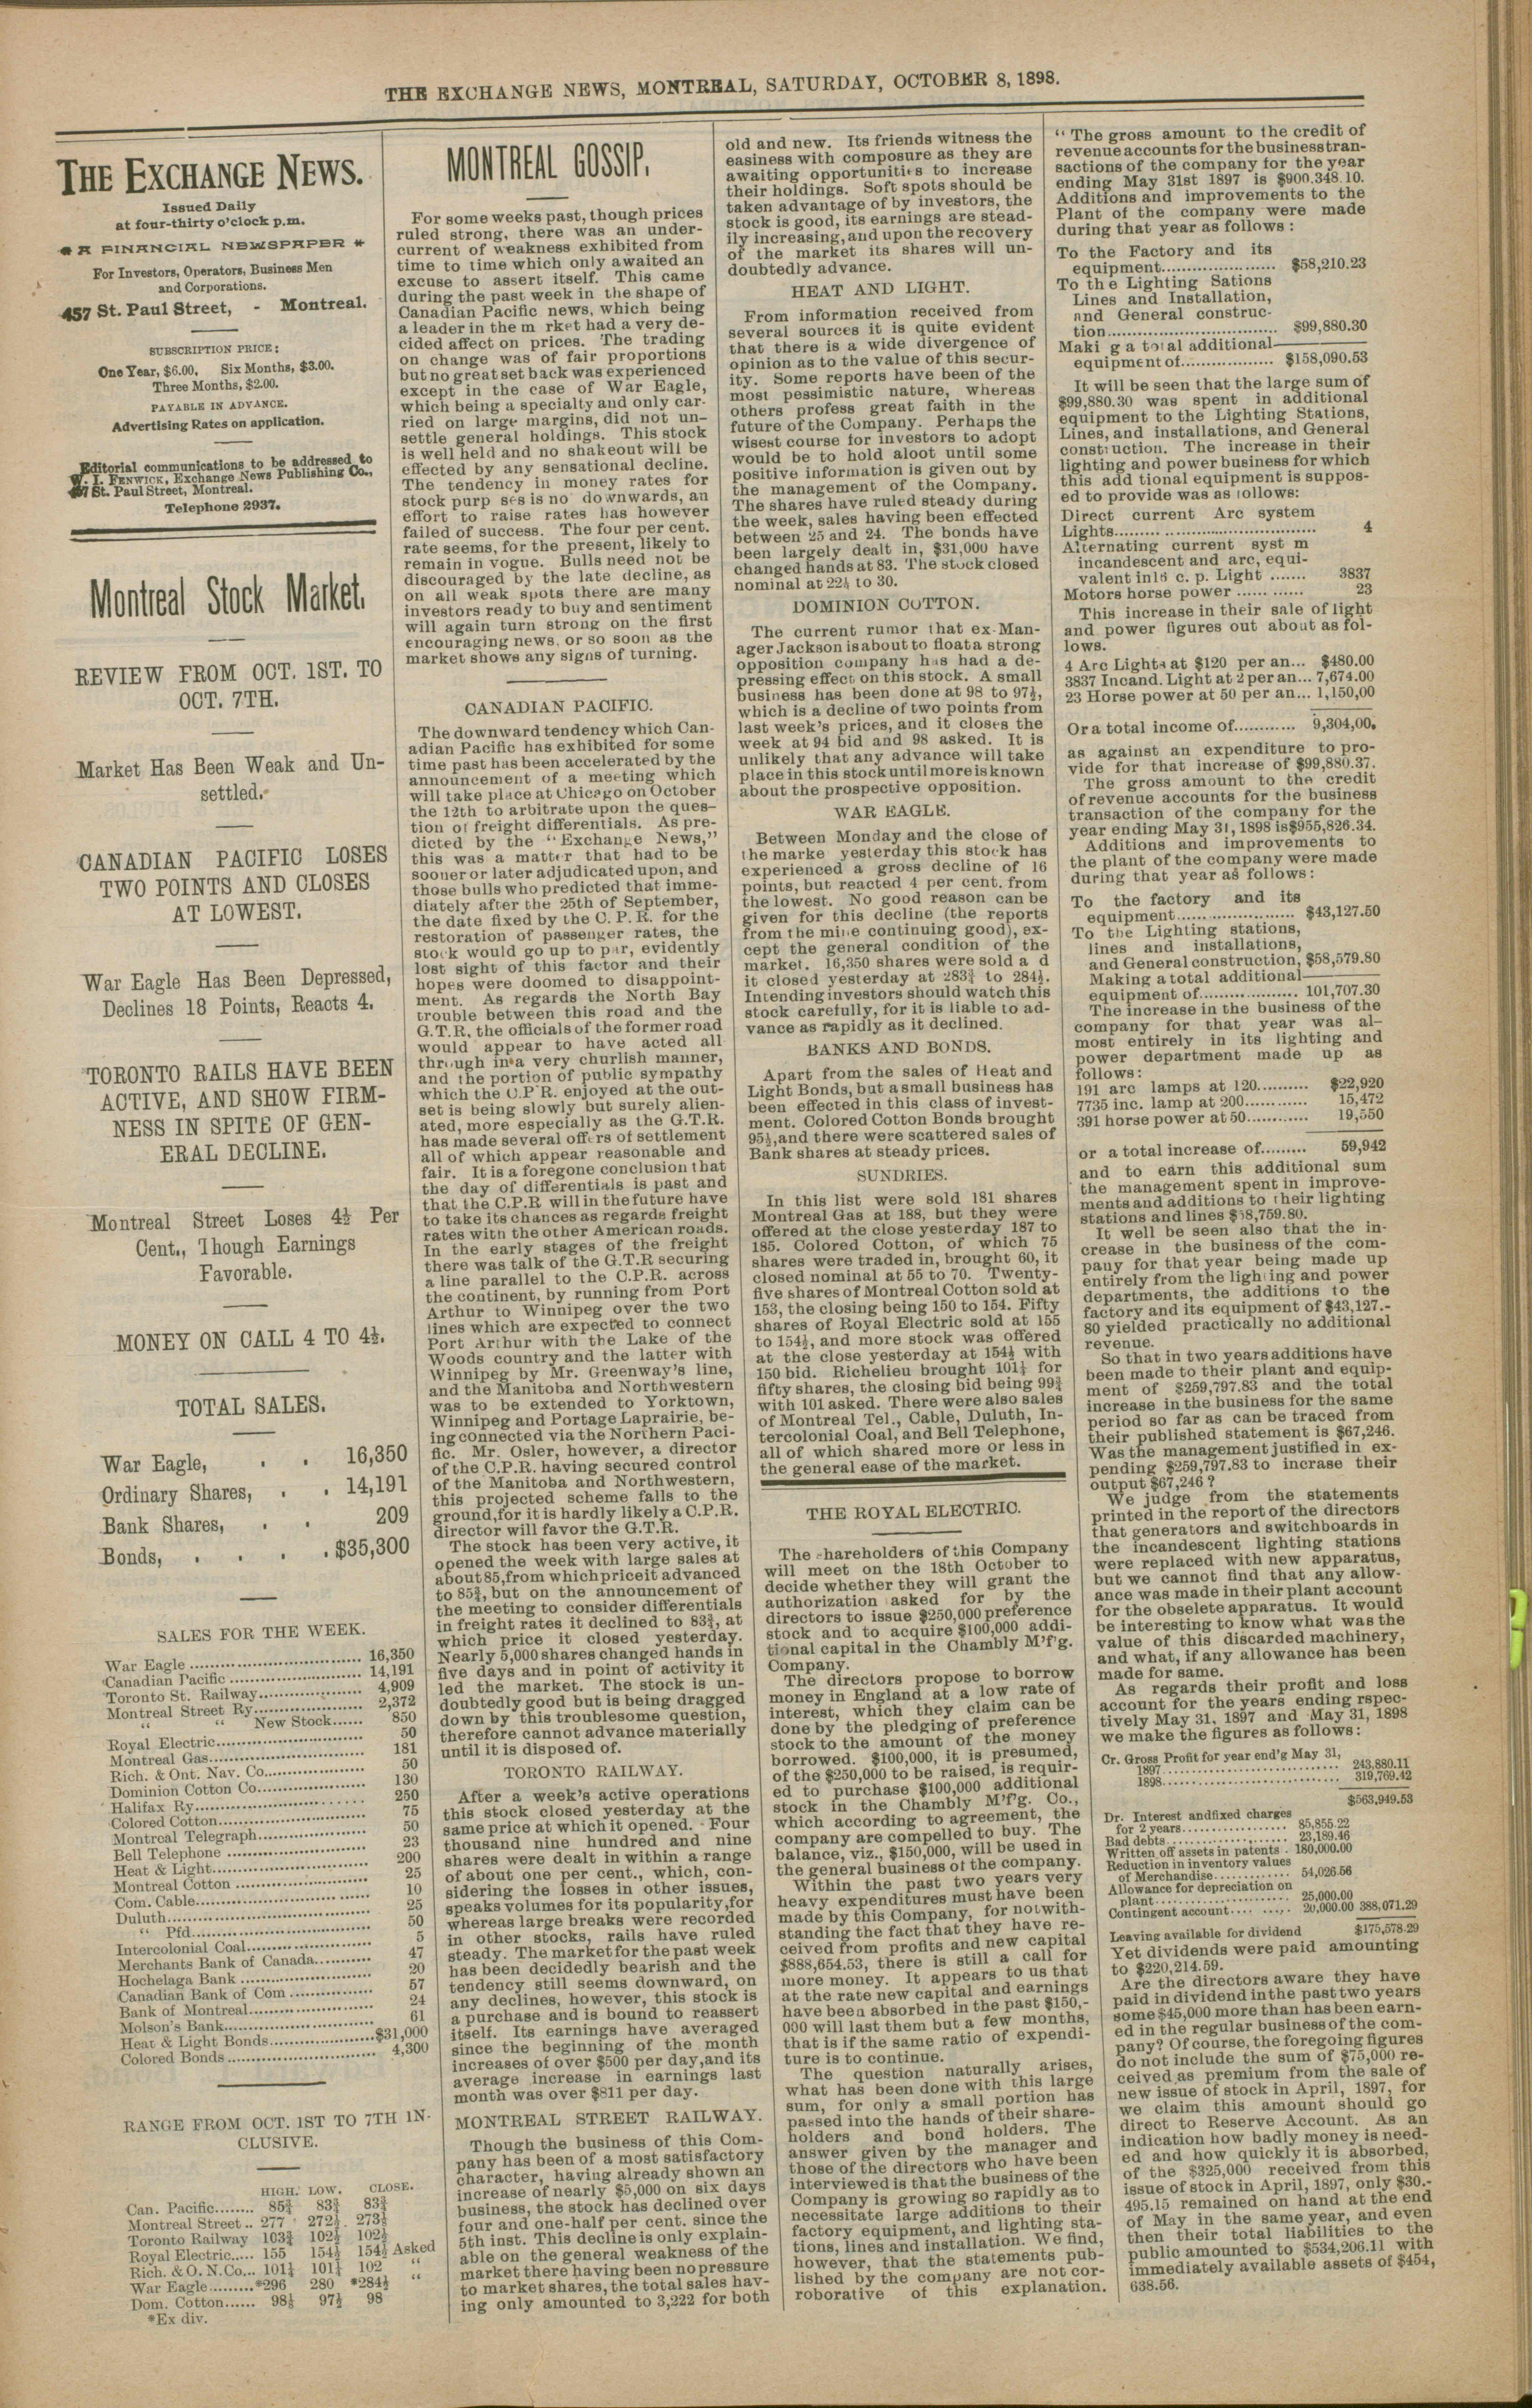 THE EXCHANGE NEWS, MONTREAL, SATURDAY, OCTOBER 8, 1898.
THE EXCHANGE NEWS.
Issued Daily
at four-thirty o'clock p.m.
* A FINANCIAL NEWSPAPER *
For Investors, Operators, Business Men
and Corporations.
457 St. Paul Street, - Montreal.
SUBSCRIPTION PRICE:
One Year, $6.00, Six Months, $3.00.
Three Months, $2.00.
PAYABLE IN ADVANCE.
Advertising Rates on application.
Editorial communications to be addressed to
W. I. FENWICK, Exchange News Publishing Co.,
457 St. Paul Street, Montreal.
Telephone 2937.
Montreal Stock Market.
REVIEW FROM OCT. 1ST. TO
OCT. 7TH.
Market Has Been Weak and Un-
settled.
CANADIAN PACIFIC LOSES
TWO POINTS AND CLOSES
AT LOWEST.
War Eagle Has Been Depressed,
Declines 18 Points, Reacts 4.
TORONTO RAILS HAVE BEEN
ACTIVE, AND SHOW FIRM-
NESS IN SPITE OF GEN-
ERAL DECLINE.
Montreal Street Loses 4½ Per
Cent., Though Earnings
Favorable.
MONEY ON CALL 4 TO 4½.
TOTAL SALES.
War Eagle, . . 16,350
Ordinary Shares, . . 14,191
Bank Shares, . . 209
Bonds, . . . . $35,300
SALES FOR THE WEEK.
War Eagle ............ 16,350
Canadian Pacific ............ 14,191
Toronto St. Railway............ 4,909
Montreal Street Ry............ 2,372
" " New Stock...... 850
Royal Electric............ 50
Montreal Gas............ 181
Rich. & Ont. Nav. Co............ 50
Dominion Cotton Co............ 130
Halifax Ry............ 250
Colored Cotton............ 75
Montreal Telegraph............ 50
Bell Telephone ............ 23
Heat & Light............ 200
Montreal Cotton ............ 25
Com. Cable............ 10
Duluth............ 25
" Pfd............ 50
Intercolonial Coal............ 5
Merchants Bank of Canada............ 47
Hochelaga Bank ............ 20
Canadian Bank of Com ............ 57
Bank of Montreal............ 24
Molson's Bank............ 61
Heat & Light Bonds............$31,000
Colored Bonds ............ 4,300
RANGE FROM OCT. 1ST TO 7TH IN-
CLUSIVE.
HIGH. LOW. CLOSE.
Can. Pacific........ 85¾ 83¾ 83¾
Montreal Street .. 277 272½ 273½
Toronto Railway 103¾ 102½ 102½
Royal Electric..... 155 154½ 154½ Asked
Rich. & O. N.Co... 101¼ 101¼ 102 "
War Eagle.........*296 280 *284½
Dom. Cotton...... 98½ 97½ 98
*Ex div.
MONTREAL GOSSIP.
For some weeks past, though prices
ruled strong, there was an under-
current of weakness exhibited from
time to time which only awaited an
excuse to assert itself. This came
during the past week in the shape of
Canadian Pacific news, which being
a leader in the m rket had a very de-
cided affect on prices. The trading
on change was of fair proportions
but no great set back was experienced
except in the case of War Eagle,
which being a specialty and only car-
ried on large margins, did not un-
settle general holdings. This stock
is well held and no shakeout will be
effected by any sensational decline.
The tendency in money rates for
stock purp ses is no downwards, an
effort to raise rates has however
failed of success. The four per cent.
rate seems, for the present, likely to
remain in vogue. Bulls need not be
discouraged by the late decline, as
on all weak spots there are many
investors ready to buy and sentiment
will again turn strong on the first
encouraging news, or so soon as the
market shows any signs of turning.
CANADIAN PACIFIC.
The downward tendency which Can-
adian Pacific has exhibited for some
time past has been accelerated by the
announcement of a meeting which
will take place at Chicago on October
the 12th to arbitrate upon the ques-
tion of freight differentials. As pre-
dicted by the "Exchange News,"
this was a matter that had to be
sooner or later adjudicated upon, and
those bulls who predicted that imme-
diately after the 25th of September,
the date fixed by the C. P. R. for the
restoration of passenger rates, the
stock would go up to par, evidently
lost sight of this factor and their
hopes were doomed to disappoint-
ment. As regards the North Bay
trouble between this road and the
G.T.R, the officials of the former road
would appear to have acted all
through in a very churlish manner,
and the portion of public sympathy
which the C.P R. enjoyed at the out-
set is being slowly but surely alien-
ated, more especially as the G.T.R.
has made several offers of settlement
all of which appear reasonable and
fair. It is a foregone conclusion that
the day of differentials is past and
that the C.P.R will in the future have
to take its chances as regards freight
rates with the other American roads.
In the early stages of the freight
there was talk of the G.T.R securing
a line parallel to the C.P.R. across
the continent, by running from Port
Arthur to Winnipeg over the two
lines which are expected to connect
Port Arthur with the Lake of the
Woods country and the latter with
Winnipeg by Mr. Greenway's line,
and the Manitoba and Northwestern
was to be extended to Yorktown,
Winnipeg and Portage Laprairie, be-
ing connected via the Northern Paci-
fic. Mr. Osler, however, a director
of the C.P.R. having secured control
of the Manitoba and Northwestern,
this projected scheme falls to the
ground, for it is hardly likely a C.P.R.
director will favor the G.T.R.
The stock has been very active, it
opened the week with large sales at
about 85, from which price it advanced
to 85¾, but on the announcement of
the meeting to consider differentials
in freight rates it declined to 83¾, at
which price it closed yesterday.
Nearly 5,000 shares changed hands in
five days and in point of activity it
led the market. The stock is un-
doubtedly good but is being dragged
down by this troublesome question,
therefore cannot advance materially
until it is disposed of.
TORONTO RAILWAY.
After a week's active operations
this stock closed yesterday at the
same price at which it opened. Four
thousand nine hundred and nine
shares were dealt in within a range
of about one per cent., which, con-
sidering the losses in other issues,
speaks volumes for its popularity, for
whereas large breaks were recorded
in other stocks, rails have ruled
steady. The market for the past week
has been decidedly bearish and the
tendency still seems downward, on
any declines, however, this stock is
a purchase and is bound to reassert
itself. Its earnings have averaged
since the beginning of the month
increases of over $500 per day, and its
average increase in earnings last
month was over $811 per day.
MONTREAL STREET RAILWAY.
Though the business of this Com-
pany has been of a most satisfactory
character, having already shown an
increase of nearly $5,000 on six days
business, the stock has declined over
four and one-half per cent. since the
5th inst. This decline is only explain-
able on the general weakness of the
market there having been no pressure
to market shares, the total sales hav-
ing only amounted to 3,222 for both
old and new. Its friends witness the
easiness with composure as they are
awaiting opportunities to increase
their holdings. Soft spots should be
taken advantage of by investors, the
stock is good, its earnings are stead-
ily increasing, and upon the recovery
of the market its shares will un-
doubtedly advance.
HEAT AND LIGHT.
From information received from
several sources it is quite evident
that there is a wide divergence of
opinion as to the value of this secur-
ity. Some reports have been of the
most pessimistic nature, whereas
others profess great faith in the
future of the Company. Perhaps the
wisest course for investors to adopt
would be to hold aloot until some
positive information is given out by
the management of the Company.
The shares have ruled steady during
the week, sales having been effected
between 25 and 24. The bonds have
been largely dealt in, $31,000 have
changed hands at 83. The stock closed
nominal at 22½ to 30.
DOMINION COTTON.
The current rumor that ex-Man-
ager Jackson is about to float a strong
opposition company has had a de-
pressing effect on this stock. A small
business has been done at 98 to 97½,
which is a decline of two points from
last week's prices, and it closes the
week at 94 bid and 98 asked. It is
unlikely that any advance will take
place in this stock until more is known
about the prospective opposition.
WAR EAGLE.
Between Monday and the close of
the marke yesterday this stock has
experienced a gross decline of 16
points, but reacted 4 per cent. from
the lowest. No good reason can be
given for this decline (the reports
from the mine continuing good), ex-
cept the general condition of the
market. 16,350 shares were sold a d
it closed yesterday at 283¾ to 284½.
Intending investors should watch this
stock carefully, for it is liable to ad-
vance as rapidly as it declined.
BANKS AND BONDS.
Apart from the sales of Heat and
Light Bonds, but a small business has
been effected in this class of invest-
ment. Colored Cotton Bonds brought
95½, and there were scattered sales of
Bank shares at steady prices.
SUNDRIES.
In this list were sold 181 shares
Montreal Gas at 188, but they were
offered at the close yesterday 187 to
185. Colored Cotton, of which 75
shares were traded in, brought 60, it
closed nominal at 55 to 70. Twenty-
five shares of Montreal Cotton sold at
153, the closing being 150 to 154. Fifty
shares of Royal Electric sold at 155
to 154½, and more stock was offered
at the close yesterday at 154½ with
150 bid. Richelieu brought 101¼ for
fifty shares, the closing bid being 99¾
with 101 asked. There were also sales
of Montreal Tel., Cable, Duluth, In-
tercolonial Coal, and Bell Telephone,
all of which shared more or less in
the general ease of the market.
THE ROYAL ELECTRIC.
The shareholders of this Company
will meet on the 18th October to
decide whether they will grant the
authorization asked for by the
directors to issue $250,000 preference
stock and to acquire $100,000 addi-
tional capital in the Chambly M'f'g.
Company.
The directors propose to borrow
money in England at a low rate of
interest, which they claim can be
done by the pledging of preference
stock to the amount of the money
borrowed. $100,000, it is presumed,
of the $250,000 to be raised, is requir-
ed to purchase $100,000 additional
stock in the Chambly M'f'g. Co.,
which according to agreement, the
company are compelled to buy. The
balance, viz., $150,000, will be used in
the general business of the company.
Within the past two years very
heavy expenditures must have been
made by this Company, for notwith-
standing the fact that they have re-
ceived from profits and new capital
$888,654.53, there is still a call for
more money. It appears to us that
at the rate new capital and earnings
have been absorbed in the past $150,-
000 will last them but a few months,
that is if the same ratio of expendi-
ture is to continue.
The question naturally arises,
what has been done with this large
sum, for only a small portion has
passed into the hands of their share-
holders and bond holders. The
answer given by the manager and
those of the directors who have been
interviewed is that the business of the
Company is growing so rapidly as to
necessitate large additions to their
factory equipment, and lighting sta-
tions, lines and installation. We find,
however, that the statements pub-
lished by the company are not cor-
roborative of this explanation.
"The gross amount to the credit of
revenue accounts for the business tran-
sactions of the company for the year
ending May 31st 1897 is $900.348.10.
Additions and improvements to the
Plant of the company were made
during that year as follows:
To the Factory and its
equipment............ $58,210.23
To the Lighting Sations
Lines and Installation,
and General construc-
tion............ $99,880.30
Maki g a total additional
equipment of............ $158,090.53
It will be seen that the large sum of
$99,880.30 was spent in additional
equipment to the Lighting Stations,
Lines, and installations, and General
construction. The increase in their
lighting and power business for which
this add tional equipment is suppos-
ed to provide was as follows:
Direct current Arc system
Lights............ 4
Alternating current syst m
incandescent and arc, equi-
valent in 16 c. p. Light ....... 3837
Motors horse power ............ 23
This increase in their sale of light
and power figures out about as fol-
lows.
4 Arc Lights at $120 per an... $480.00
3837 Incand. Light at 2 per an... 7,674.00
23 Horse power at 50 per an... 1,150,00
Or a total income of............ 9,304,00.
as against an expenditure to pro-
vide for that increase of $99,880.37.
The gross amount to the credit
of revenue accounts for the business
transaction of the company for the
year ending May 31, 1898 is $955,826.34.
Additions and improvements to
the plant of the company were made
during that year as follows:
To the factory and its
equipment............ $43,127.50
To the Lighting stations,
lines and installations,
and General construction, $58,579.80
Making a total additional
equipment of............ 101,707.30
The increase in the business of the
company for that year was al-
most entirely in its lighting and
power department made up as
follows:
191 arc lamps at 120.......... $22,920
7735 inc. lamp at 200............ 15,472
391 horse power at 50............ 19,550
or a total increase of......... 59,942
and to earn this additional sum
the management spent in improve-
ments and additions to their lighting
stations and lines $58,759.80.
It well be seen also that the in-
crease in the business of the com-
pany for that year being made up
entirely from the lighting and power
departments, the additions to the
factory and its equipment of $43,127.-
80 yielded practically no additional
revenue.
So that in two years additions have
been made to their plant and equip-
ment of $259,797.83 and the total
increase in the business for the same
period so far as can be traced from
their published statement is $67,246.
Was the management justified in ex-
pending $259,797.83 to incrase their
output $67,246?
We judge from the statements
printed in the report of the directors
that generators and switchboards in
the incandescent lighting stations
were replaced with new apparatus,
but we cannot find that any allow-
ance was made in their plant account
for the obselete apparatus. It would
be interesting to know what was the
value of this discarded machinery,
and what, if any allowance has been
made for same.
As regards their profit and loss
account for the years ending rspec-
tively May 31, 1897 and May 31, 1898
we make the figures as follows:
Cr. Gross Profit for year end'g May 31,
1897............ 243,880.11
1898............ 319,769.42
$563,949.53
Dr. Interest and fixed charges
for 2 years............ 85,855.22
Bad debts............ 23,189.46
Written off assets in patents . 180,000.00
Reduction in inventory values
of Merchandise............ 54,026.56
Allowance for depreciation on
plant............ 25,000.00
Contingent account............ 20,000.00 388,071.29
Leaving available for dividend $175,578.29
Yet dividends were paid amounting
to $220,214.59.
Are the directors aware they have
paid in dividend in the past two years
some $45,000 more than has been earn-
ed in the regular business of the com-
pany? Of course, the foregoing figures
do not include the sum of $75,000 re-
ceived as premium from the sale of
new issue of stock in April, 1897, for
we claim this amount should go
direct to Reserve Account. As an
indication how badly money is need-
ed and how quickly it is absorbed,
of the $325,000 received from this
issue of stock in April, 1897, only $30.-
495.15 remained on hand at the end
of May in the same year, and even
then their total liabilities to the
public amounted to $534,206.11 with
immediately available assets of $454,
638.56.